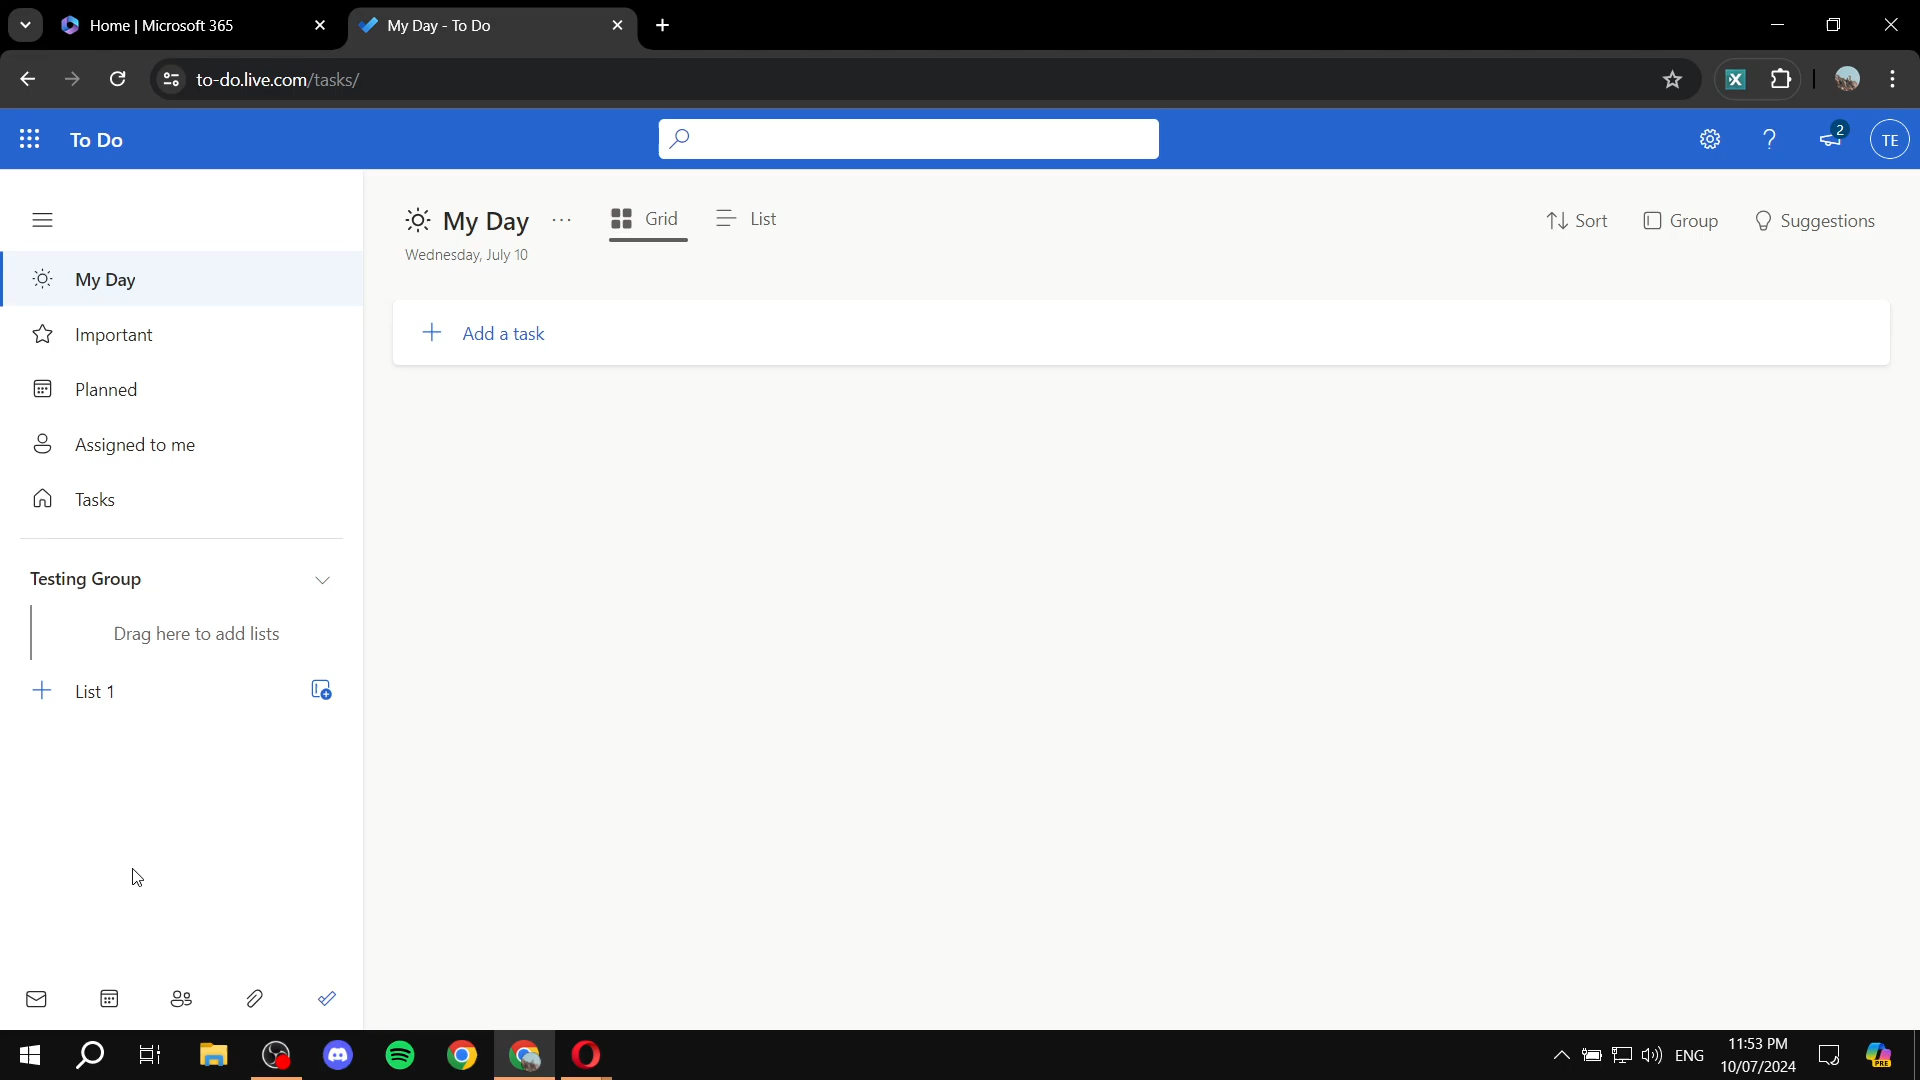 Home | Microsoft 365
My Day - To Do
to-do.live.com/tasks/
To Do
2
TE
My Day
Grid
List
Sort
Group
Suggestions
Wednesday, July 10
My Day
Important
Planned
Assigned to me
Tasks
Add a task
Testing Group
Drag here to add lists
List 1
ENG
11:53 PM
10/07/2024
PRE